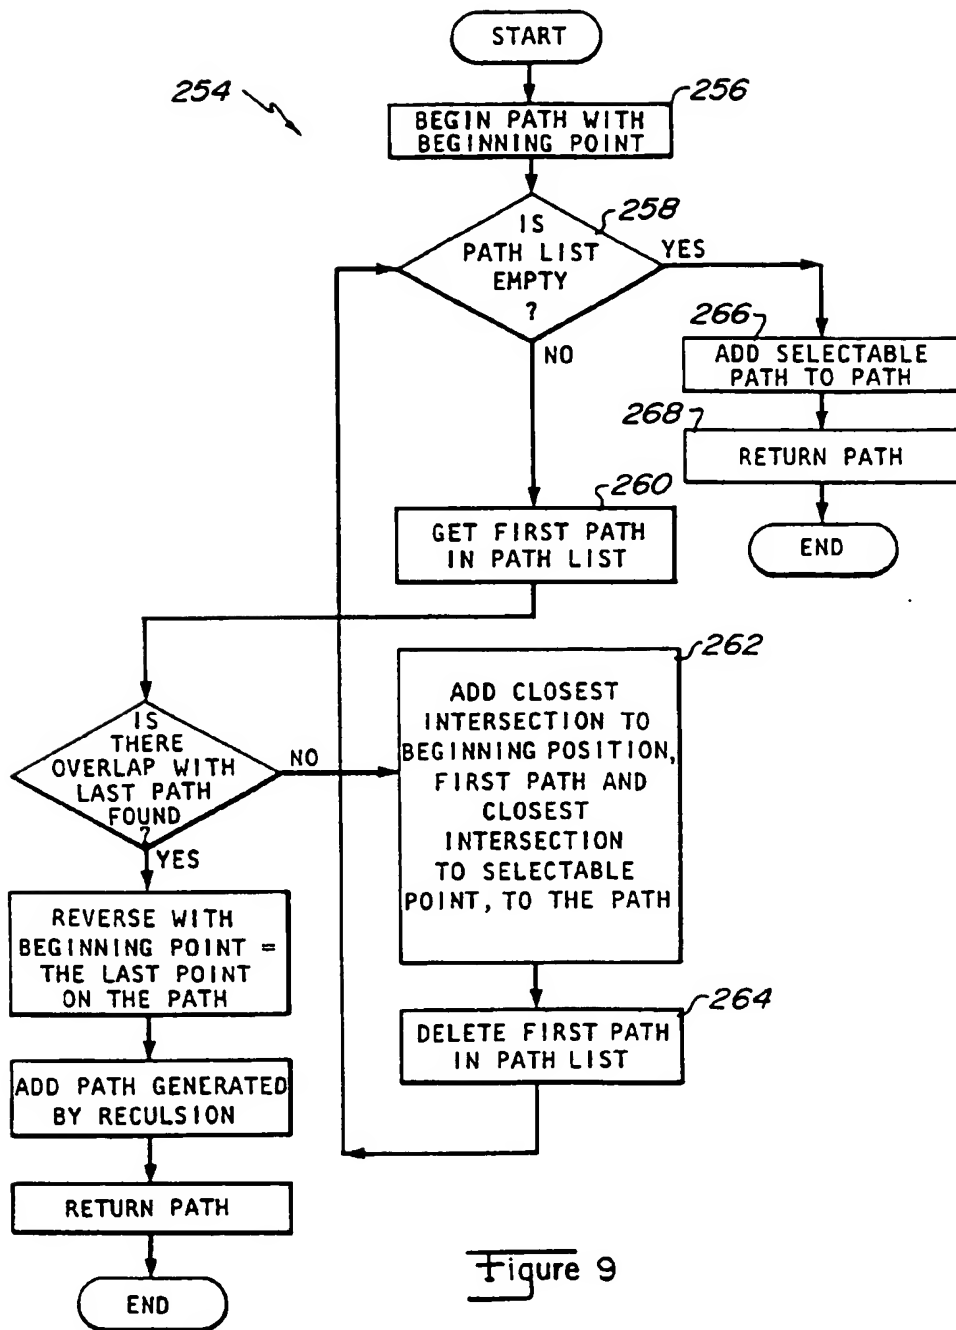 START
254
256
BEGIN PATH WITH
BEGINNING POINT
258
IS
PATH LIST
EMPTY
?
YES
NO
266
ADD SELECTABLE
PATH TO PATH
268
RETURN PATH
END
260
GET FIRST PATH
IN PATH LIST
262
ADD CLOSEST
INTERSECTION TO
BEGINNING POSITION,
FIRST PATH AND
CLOSEST
INTERSECTION
TO SELECTABLE
POINT, TO THE PATH
IS
THERE
OVERLAP WITH
LAST PATH
FOUND
?
NO
YES
264
DELETE FIRST PATH
IN PATH LIST
REVERSE WITH
BEGINNING POINT =
THE LAST POINT
ON THE PATH
ADD PATH GENERATED
BY RECULSION
RETURN PATH
END
Figure 9